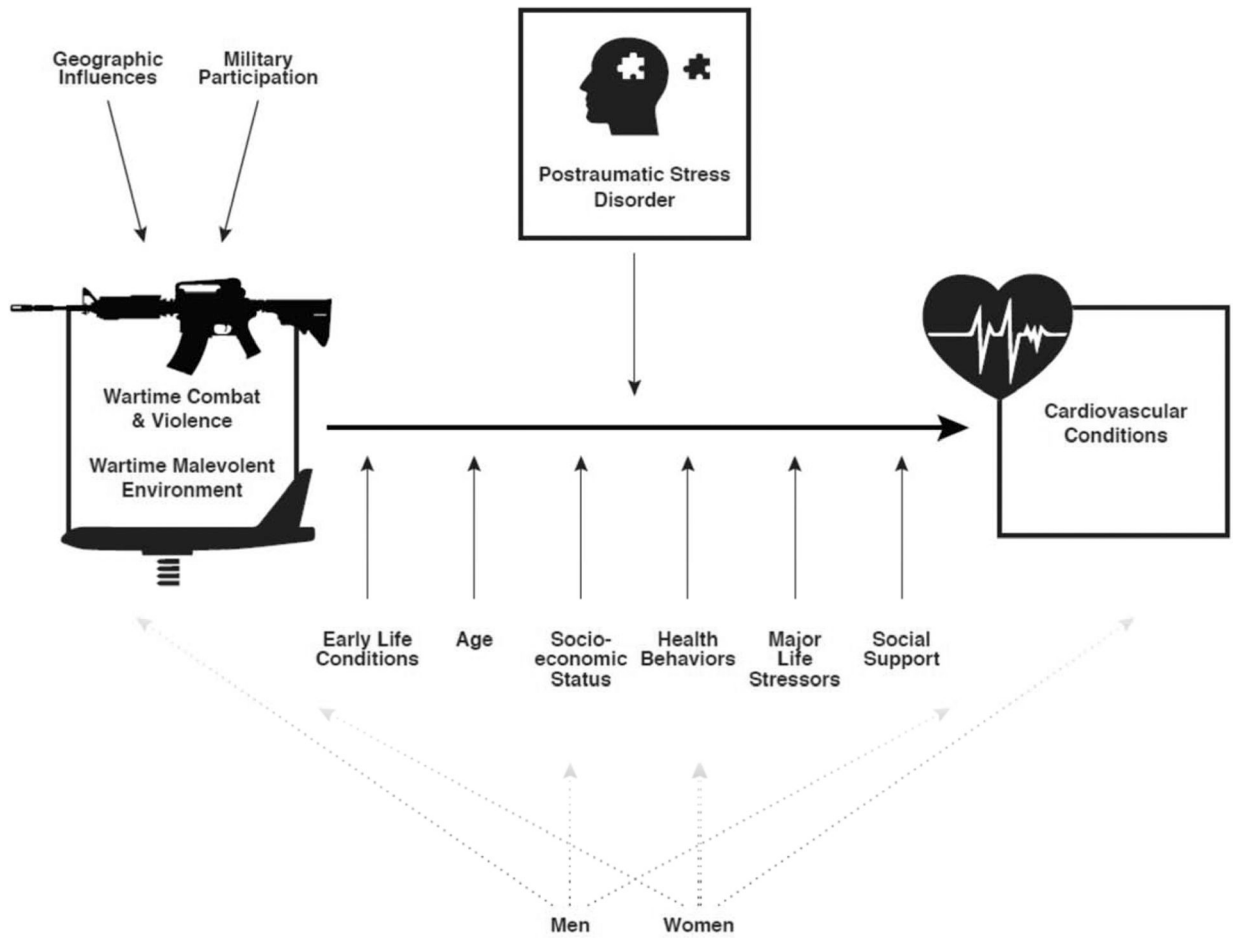 Geographic
Influences
Military
Participation
Postraumatic Stress
Disorder
Wartime Combat
& Violence
Wartime Malevolent
Environment
Cardiovascular
Conditions
Early Life
Conditions
Age
Socio-
economic
Status
Health
Behaviors
Major
Life
Stressors
Social
Support
Men
Women